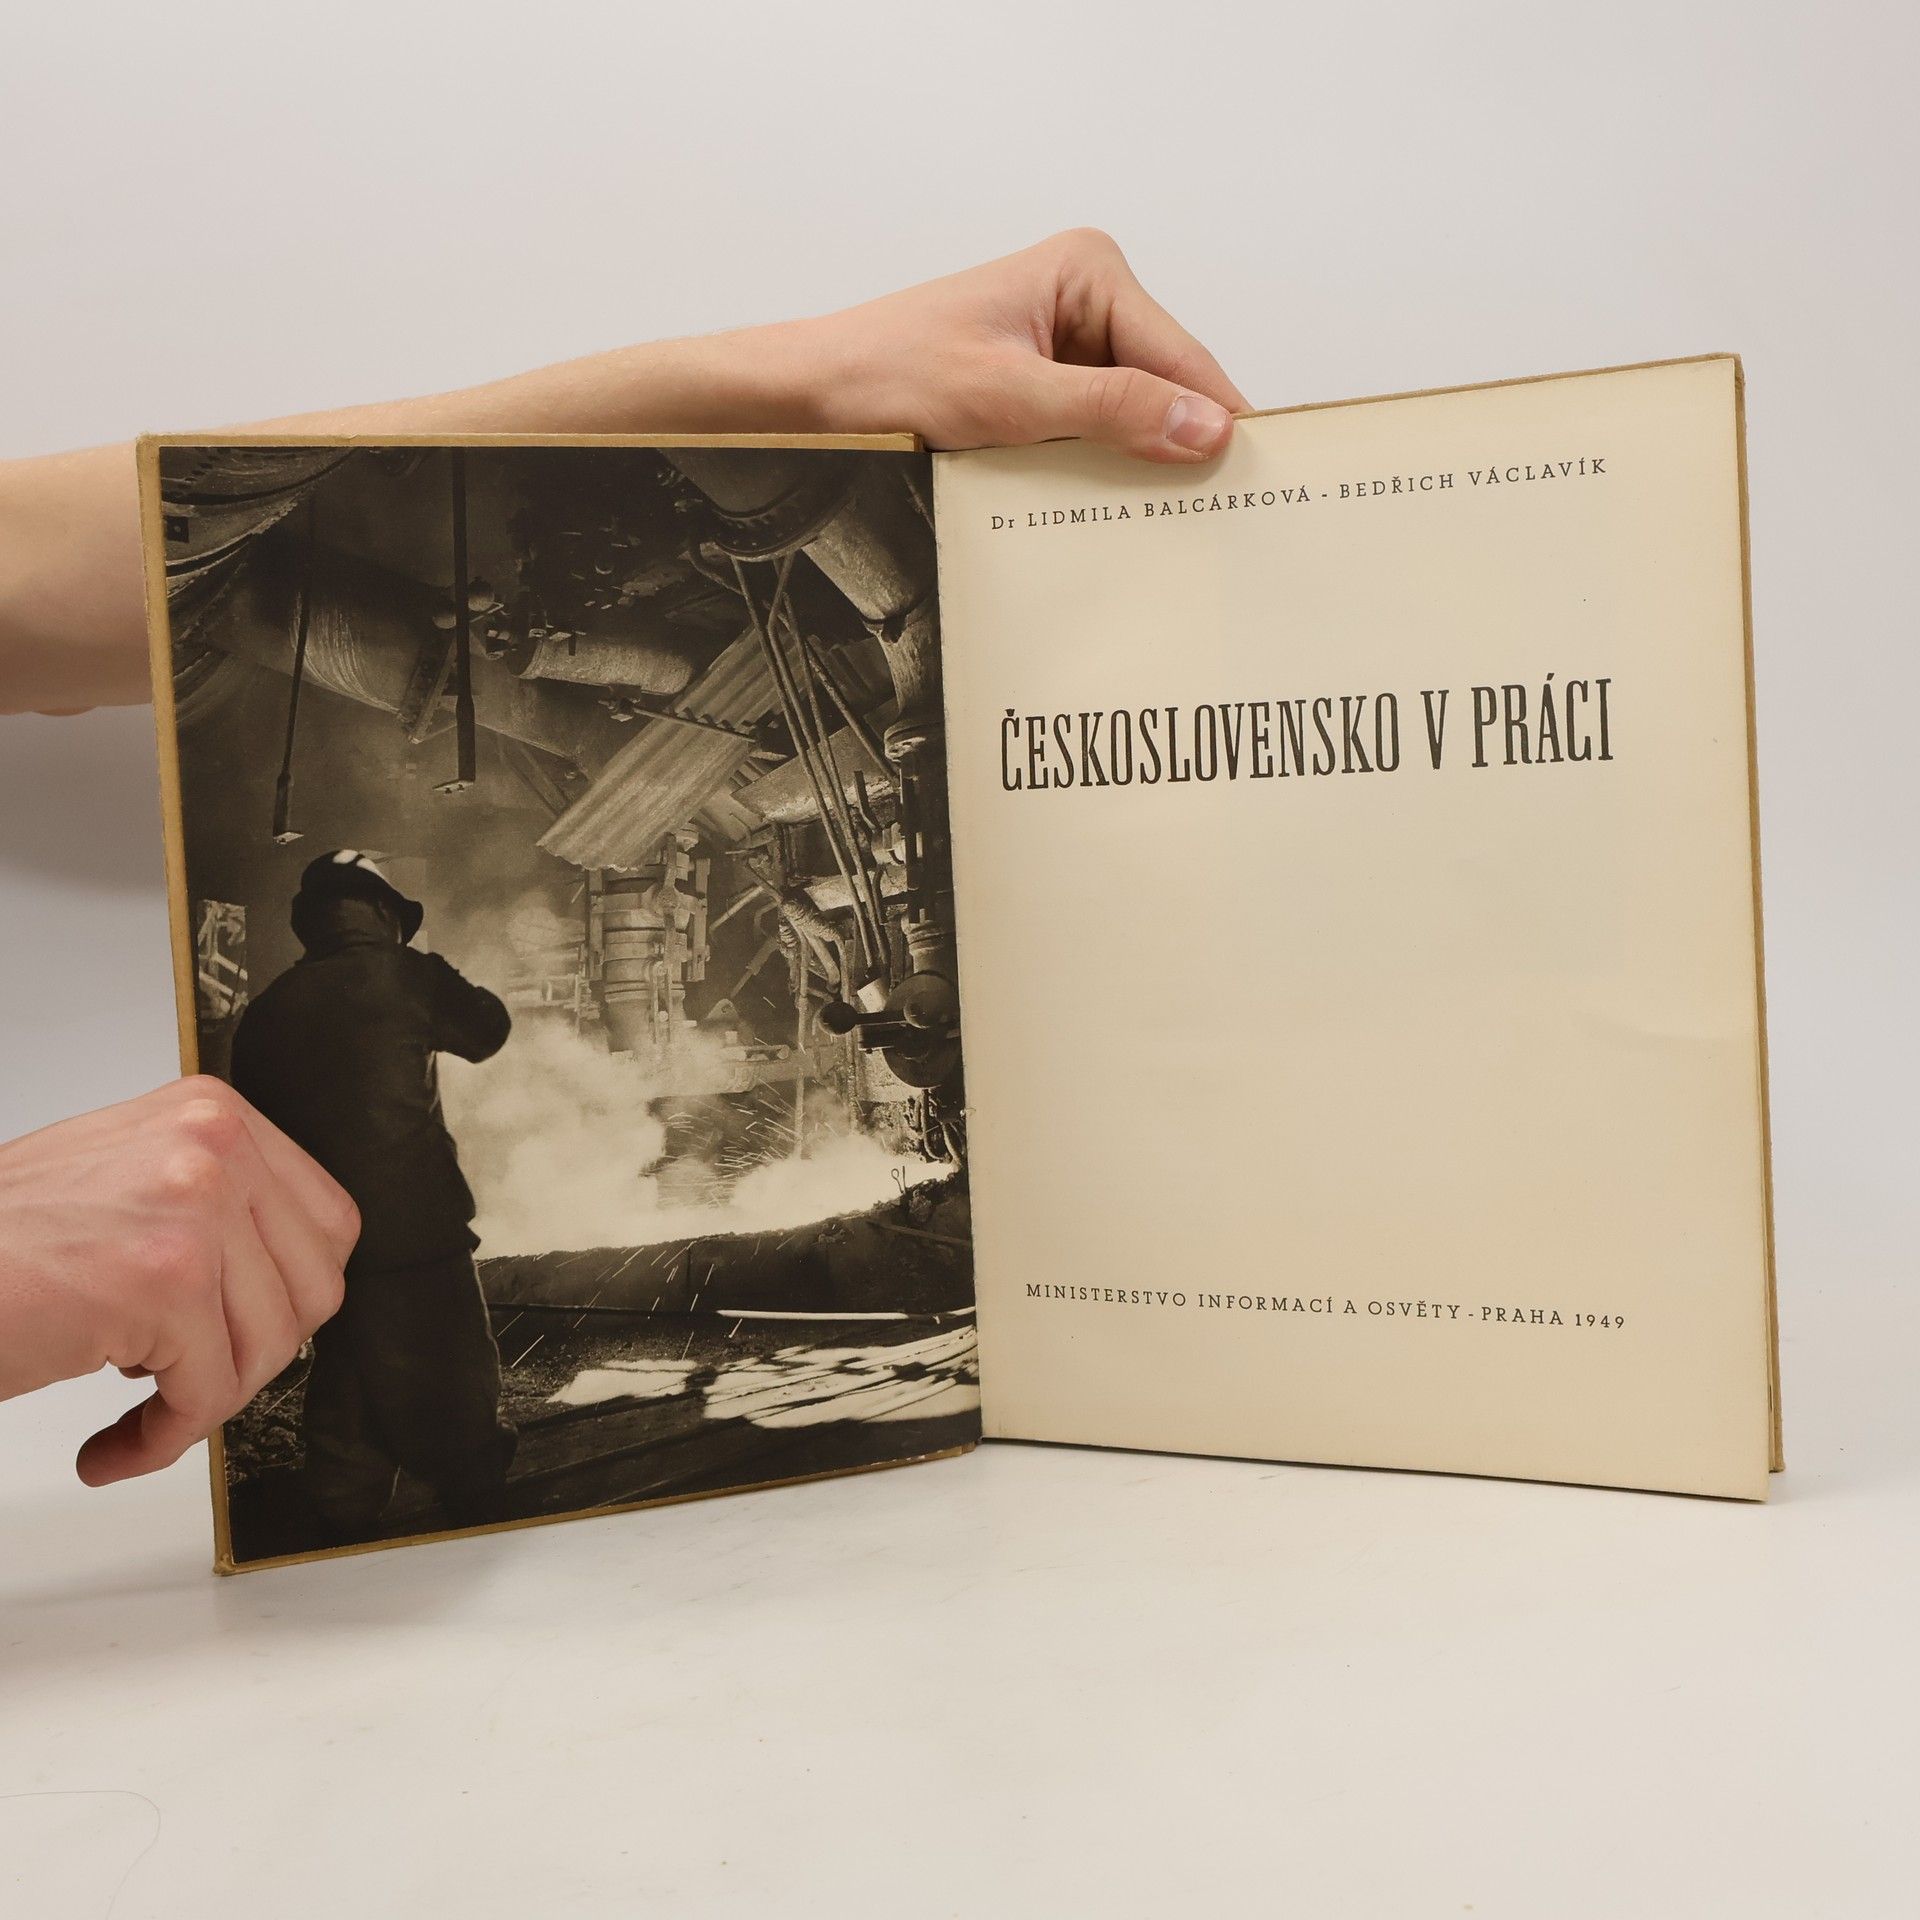 Dr LIDMILA BALCÁRKOVÁ - BEDŘICH VÁCLAVÍK
ČESKOSLOVENSKO V PRÁCI
MINISTERSTVO INFORMACÍ A OSVĚTY - PRAHA 1949